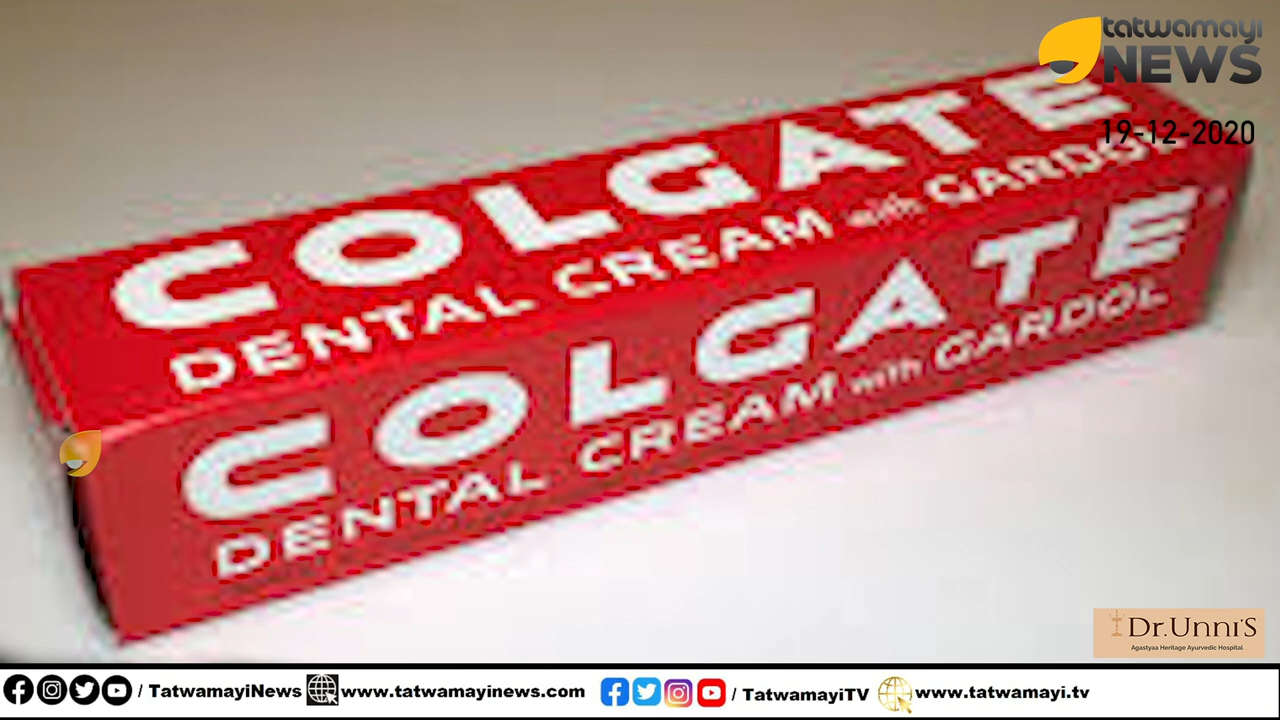 tatwamayi
NEWS
19-12-2020
COLGATE
DENTAL CREAM with GARDOL
COLGATE
DENTAL CREAM with GARDOL
Dr.Unni'S
Agastyaa Heritage Ayurvedic Hospital
/ TatwamayiNews www.tatwamayinews.com / TatwamayiTV www.tatwamayi.tv